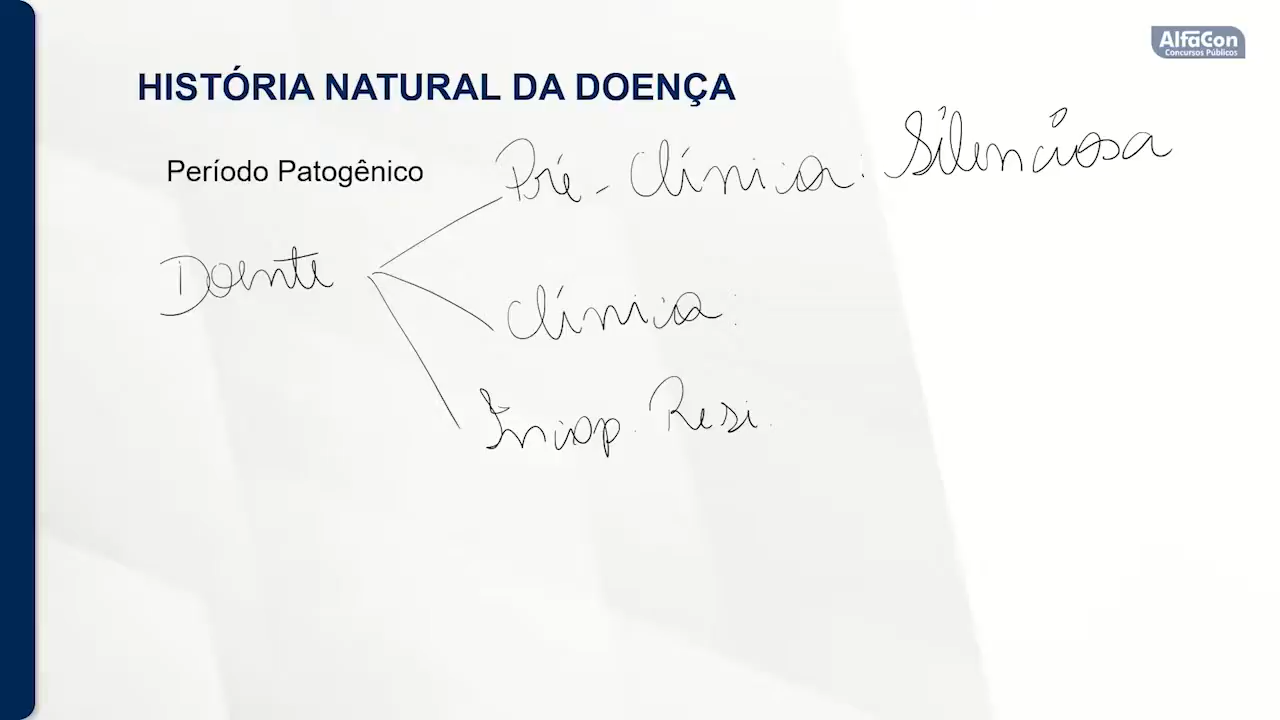 AlfaCon
Concursos Públicos
HISTÓRIA NATURAL DA DOENÇA
Período Patogênico
Pré-Clínica: Silenciosa
Doente
Clínica:
Incap. Resi.